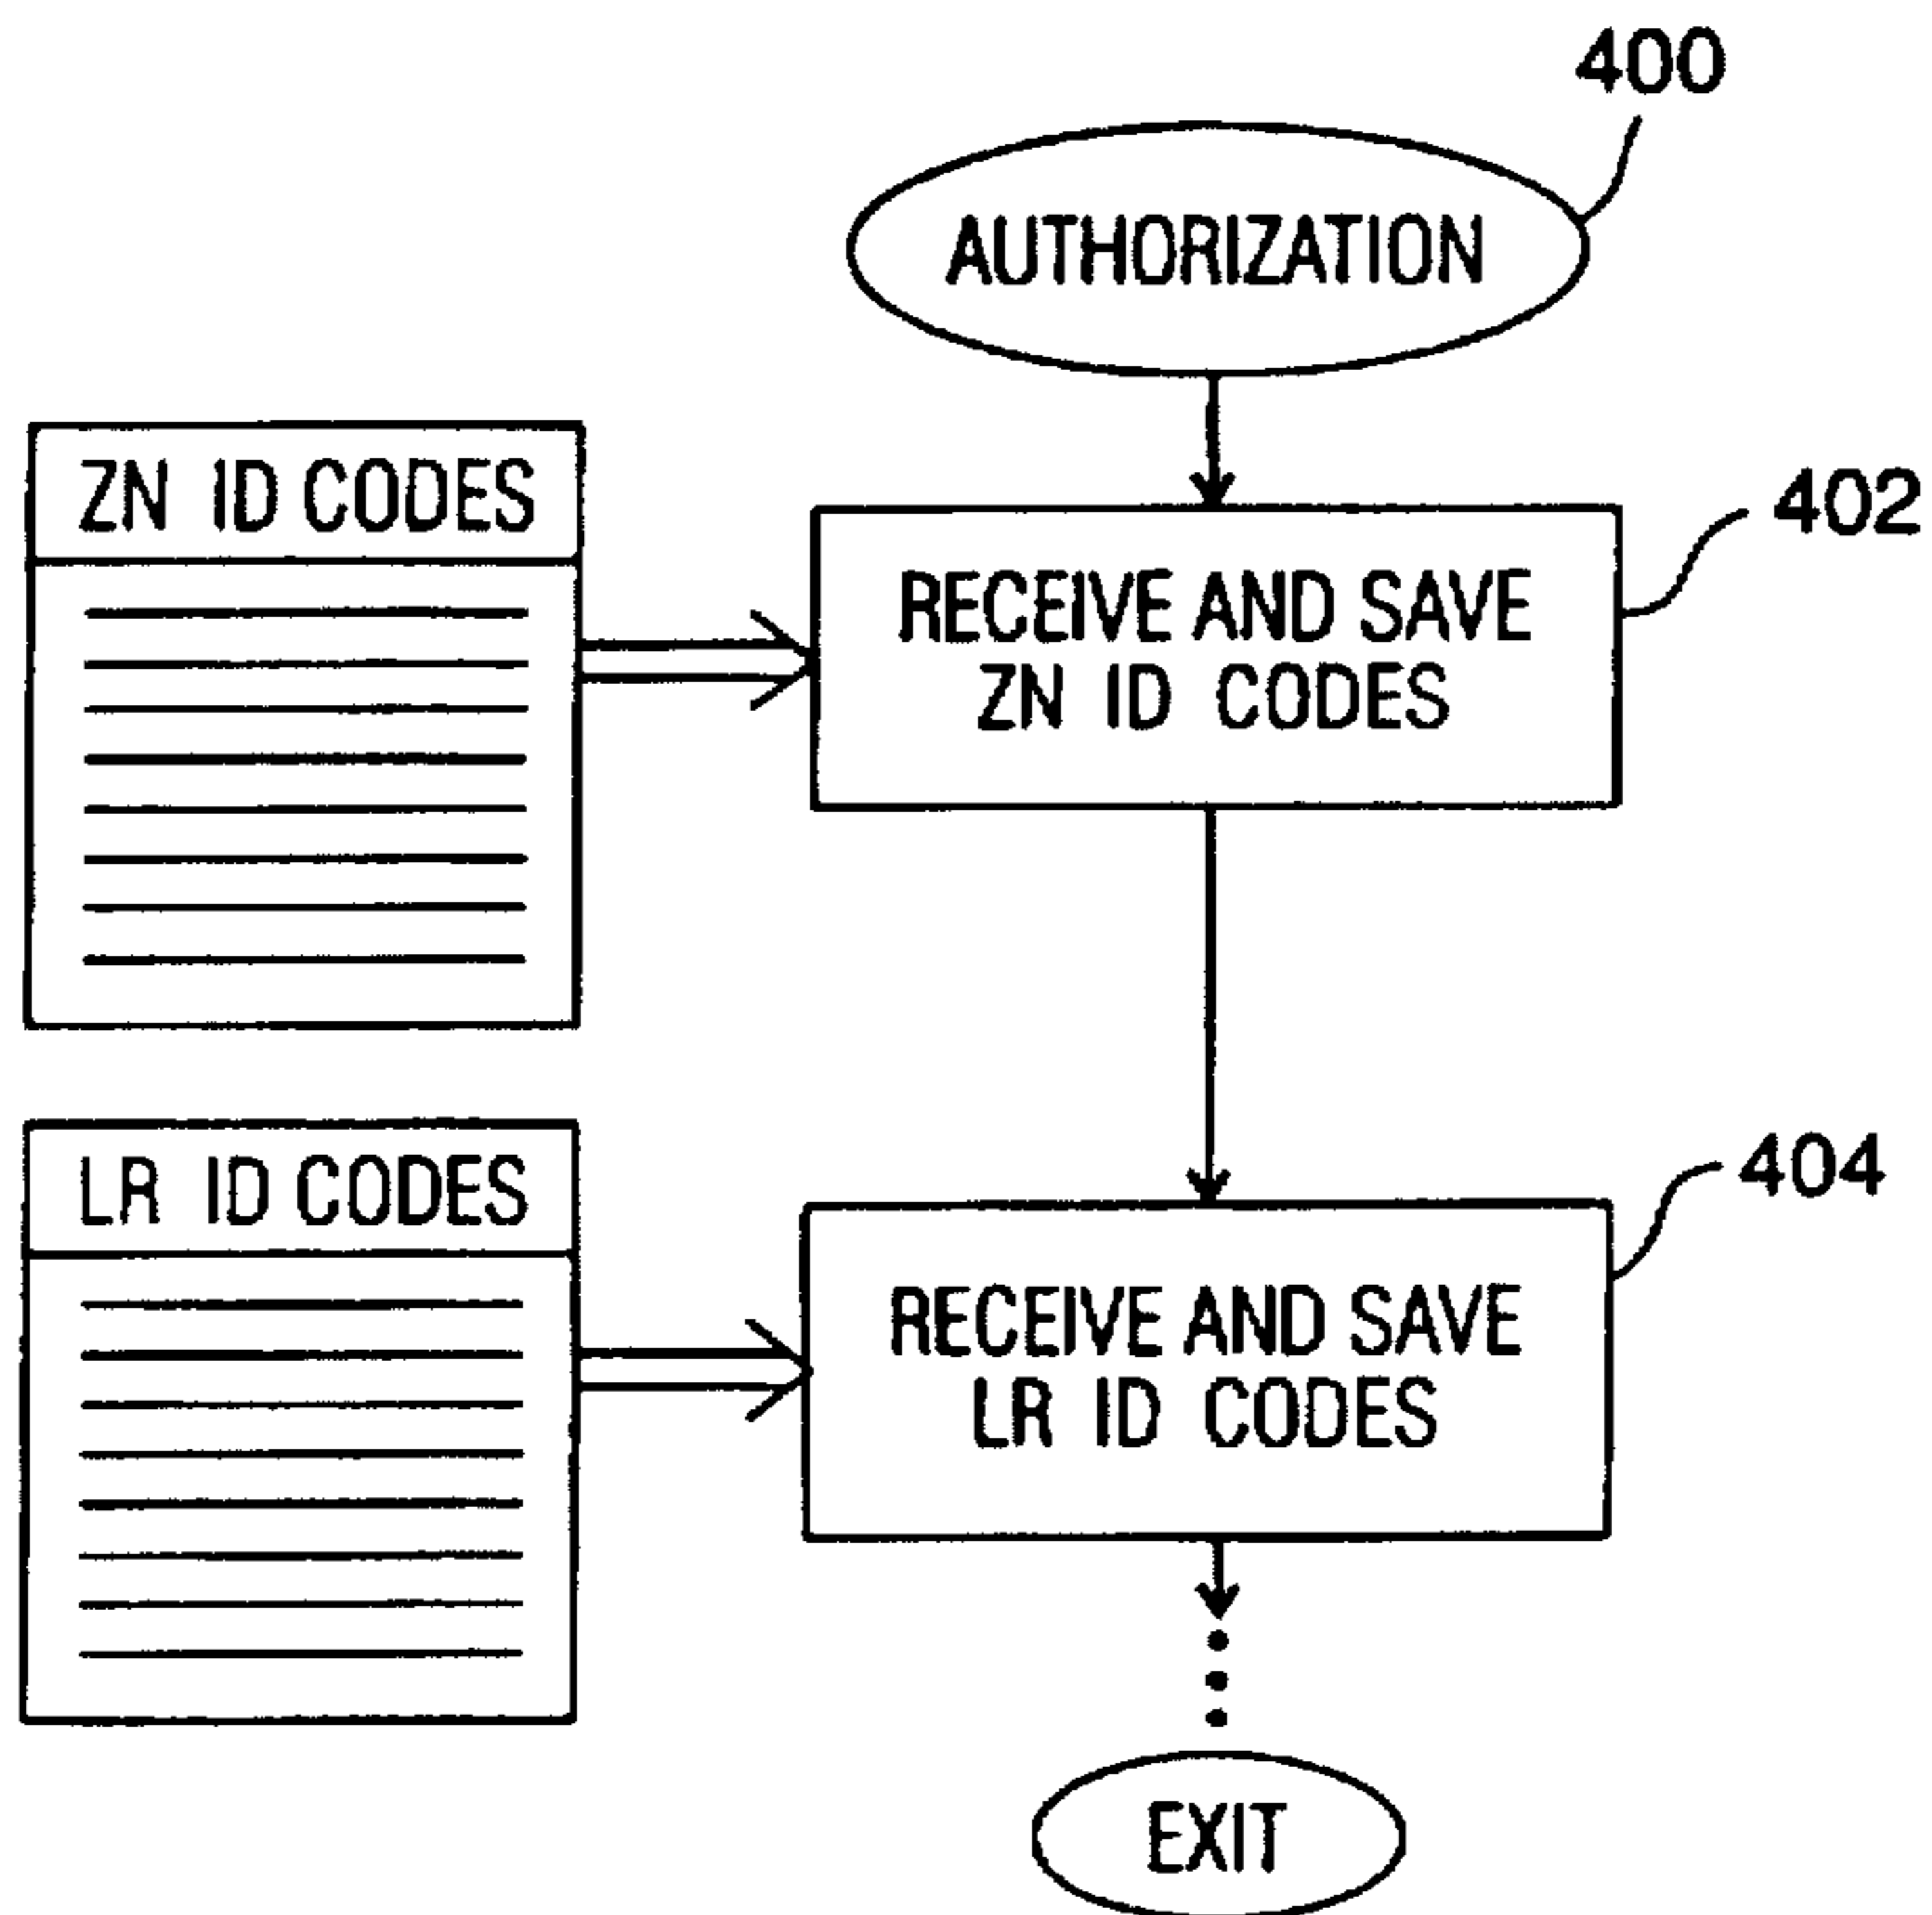 400
AUTHORIZATION
ZN ID CODES
402
RECEIVE AND SAVE
ZN ID CODES
LR ID CODES
404
RECEIVE AND SAVE
LR ID CODES
EXIT